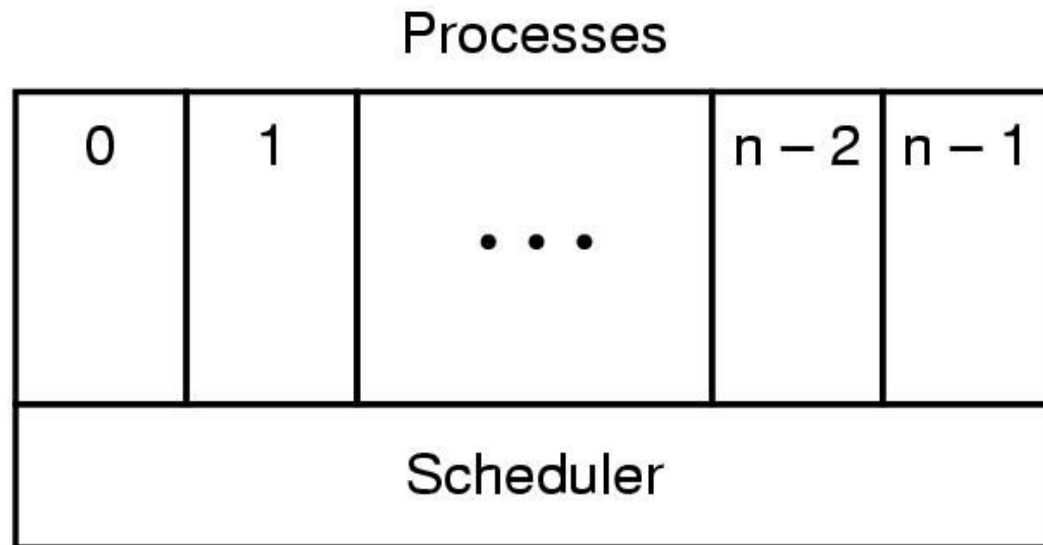 Processes
0 1 n – 2 n – 1
• • •
Scheduler